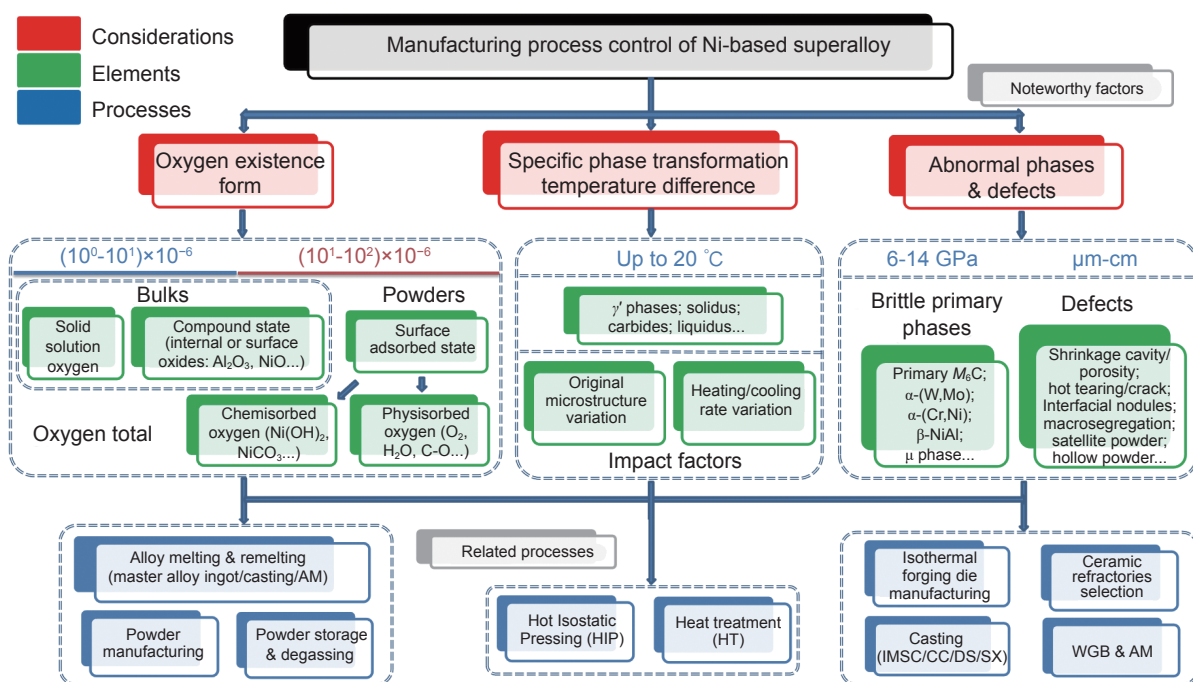 Considerations
Elements
Processes
Manufacturing process control of Ni-based superalloy
Noteworthy factors
Oxygen existence
form
Specific phase transformation
temperature difference
Abnormal phases
& defects
(10⁰-10¹)×10⁻⁶
(10¹-10²)×10⁻⁶
Bulks
Powders
Solid
solution
oxygen
Compound state
(internal or surface
oxides: Al₂O₃, NiO...)
Surface
adsorbed state
Oxygen total
Chemisorbed
oxygen (Ni(OH)₂,
NiCO₃...)
Physisorbed
oxygen (O₂,
H₂O, C-O...)
Up to 20 ℃
γ′ phases; solidus;
carbides; liquidus...
Original
microstructure
variation
Heating/cooling
rate variation
Impact factors
6-14 GPa
μm-cm
Brittle primary
phases
Defects
Primary M₆C;
α-(W,Mo);
α-(Cr,Ni);
β-NiAl;
μ phase...
Shrinkage cavity/
porosity;
hot tearing/crack;
Interfacial nodules;
macrosegregation;
satellite powder;
hollow powder...
Related processes
Alloy melting & remelting
(master alloy ingot/casting/AM)
Powder
manufacturing
Powder storage
& degassing
Hot Isostatic
Pressing (HIP)
Heat treatment
(HT)
Isothermal
forging die
manufacturing
Ceramic
refractories
selection
Casting
(IMSC/CC/DS/SX)
WGB & AM